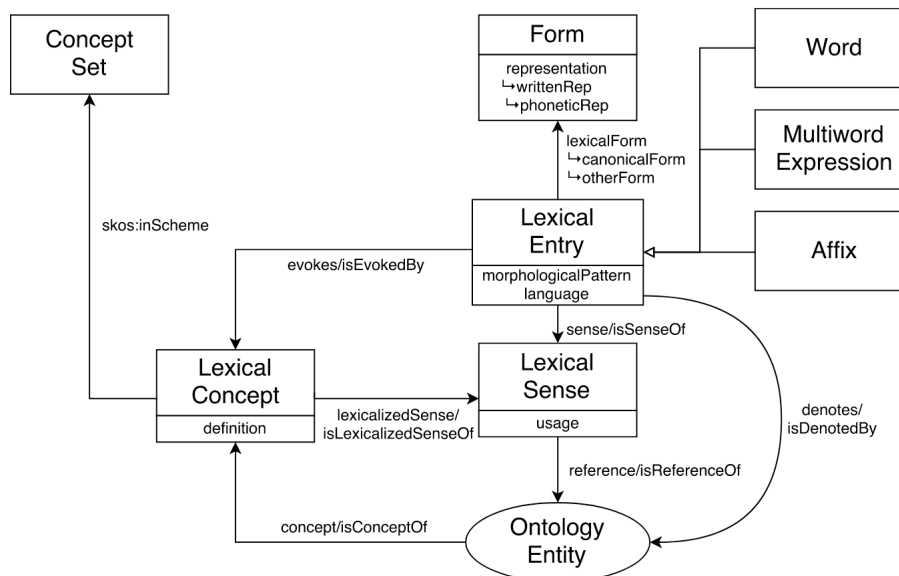 Concept
Set
Form
representation
↳writtenRep
↳phoneticRep
Word
lexicalForm
↳canonicalForm
↳otherForm
Multiword
Expression
skos:inScheme
Lexical
Entry
morphologicalPattern
language
Affix
evokes/isEvokedBy
sense/isSenseOf
Lexical
Concept
definition
lexicalizedSense/
isLexicalizedSenseOf
Lexical
Sense
usage
denotes/
isDenotedBy
reference/isReferenceOf
concept/isConceptOf
Ontology
Entity